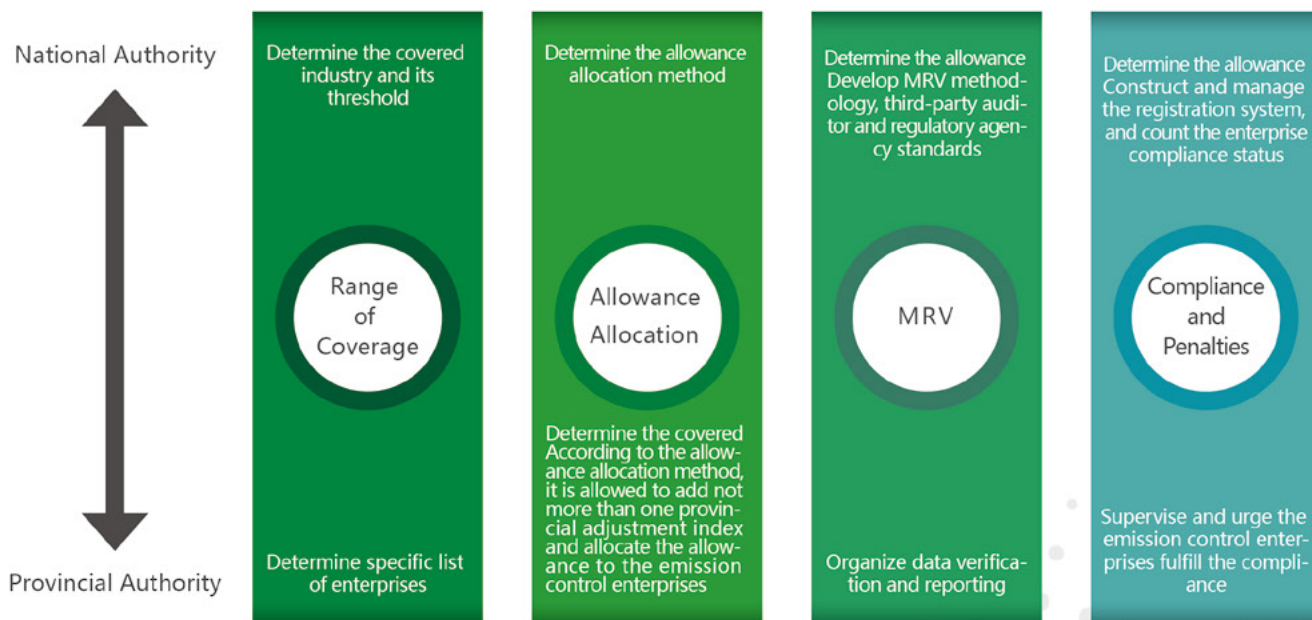 National Authority
Provincial Authority
Determine the covered
industry and its
threshold
Range
of
Coverage
Determine specific list
of enterprises
Determine the allowance
allocation method
Allowance
Allocation
Determine the covered
According to the allow-
ance allocation method,
it is allowed to add not
more than one provin-
cial adjustment index
and allocate the allow-
ance to the emission
control enterprises
Determine the allowance
Develop MRV method-
ology, third-party audi-
tor and regulatory agen-
cy standards
MRV
Organize data verifica-
tion and reporting
Determine the allowance
Construct and manage
the registration system,
and count the enterprise
compliance status
Compliance
and
Penalties
Supervise and urge the
emission control enter-
prises fulfill the compli-
ance